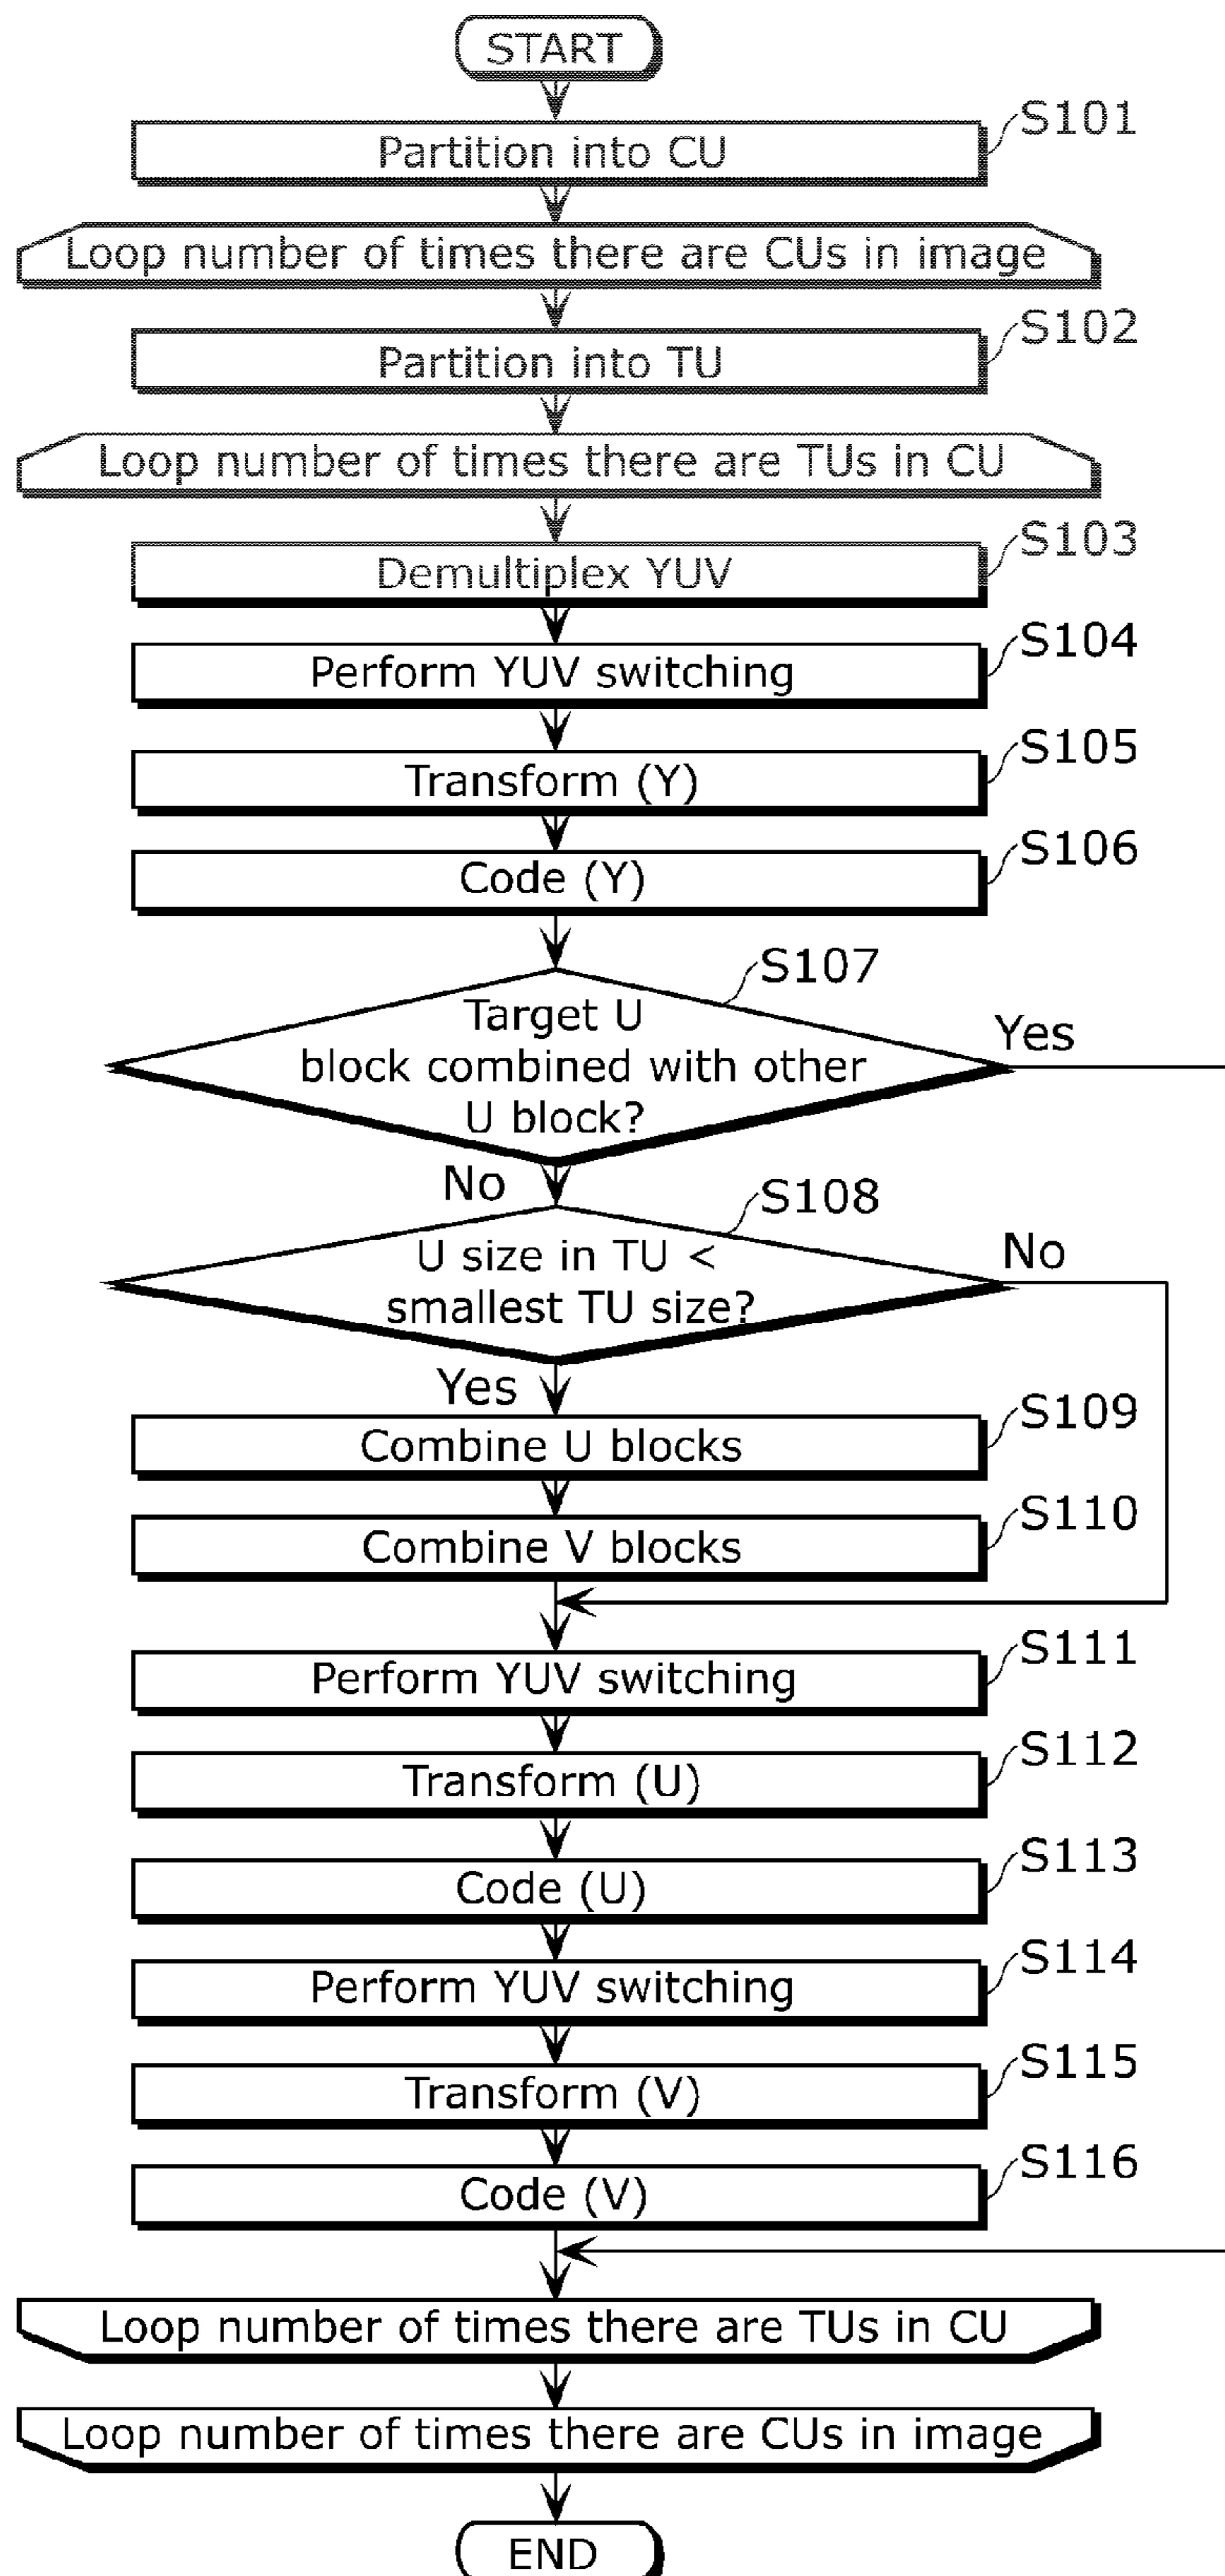 START
S101
Partition into CU
Loop number of times there are CUs in image
S102
Partition into TU
Loop number of times there are TUs in CU
S103
Demultiplex YUV
S104
Perform YUV switching
S105
Transform (Y)
S106
Code (Y)
S107
Target U
block combined with other
U block?
Yes
No
S108
U size in TU <
smallest TU size?
No
Yes
S109
Combine U blocks
S110
Combine V blocks
S111
Perform YUV switching
S112
Transform (U)
S113
Code (U)
S114
Perform YUV switching
S115
Transform (V)
S116
Code (V)
Loop number of times there are TUs in CU
Loop number of times there are CUs in image
END